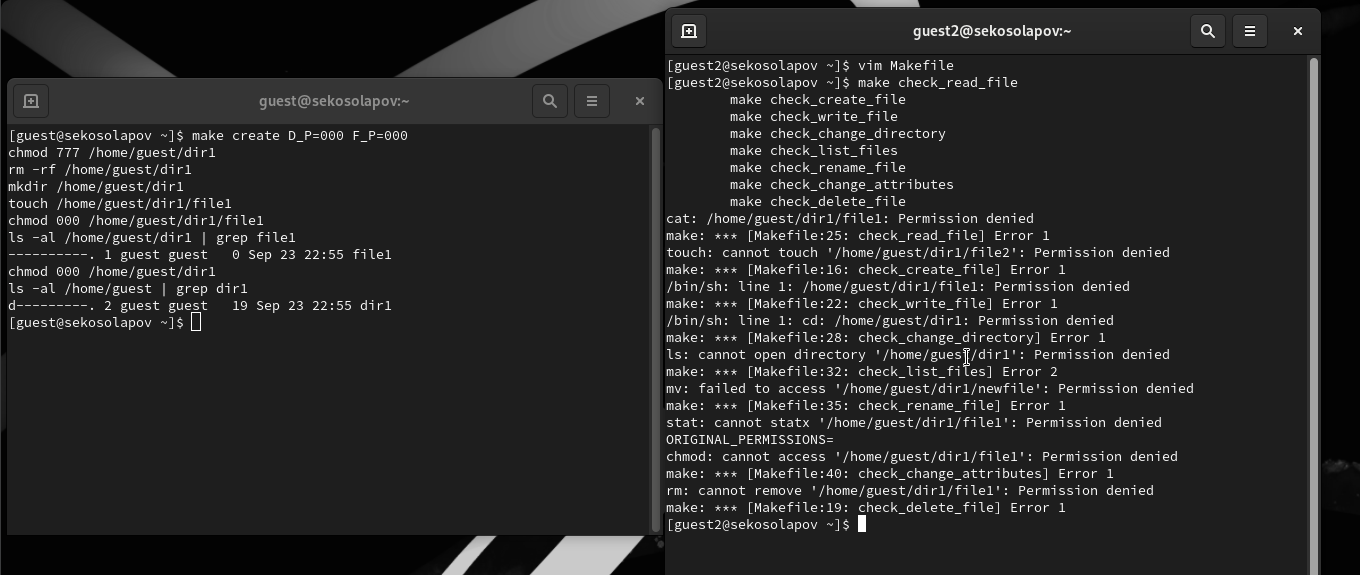 guest@sekosolapov:~
[guest@sekosolapov ~]$ make create D_P=000 F_P=000
chmod 777 /home/guest/dir1
rm -rf /home/guest/dir1
mkdir /home/guest/dir1
touch /home/guest/dir1/file1
chmod 000 /home/guest/dir1/file1
ls -al /home/guest/dir1 | grep file1
----------. 1 guest guest   0 Sep 23 22:55 file1
chmod 000 /home/guest/dir1
ls -al /home/guest | grep dir1
d---------. 2 guest guest   19 Sep 23 22:55 dir1
[guest@sekosolapov ~]$
guest2@sekosolapov:~
[guest2@sekosolapov ~]$ vim Makefile
[guest2@sekosolapov ~]$ make check_read_file
        make check_create_file
        make check_write_file
        make check_change_directory
        make check_list_files
        make check_rename_file
        make check_change_attributes
        make check_delete_file
cat: /home/guest/dir1/file1: Permission denied
make: *** [Makefile:25: check_read_file] Error 1
touch: cannot touch '/home/guest/dir1/file2': Permission denied
make: *** [Makefile:16: check_create_file] Error 1
/bin/sh: line 1: /home/guest/dir1/file1: Permission denied
make: *** [Makefile:22: check_write_file] Error 1
/bin/sh: line 1: cd: /home/guest/dir1: Permission denied
make: *** [Makefile:28: check_change_directory] Error 1
ls: cannot open directory '/home/guest/dir1': Permission denied
make: *** [Makefile:32: check_list_files] Error 2
mv: failed to access '/home/guest/dir1/newfile': Permission denied
make: *** [Makefile:35: check_rename_file] Error 1
stat: cannot statx '/home/guest/dir1/file1': Permission denied
ORIGINAL_PERMISSIONS=
chmod: cannot access '/home/guest/dir1/file1': Permission denied
make: *** [Makefile:40: check_change_attributes] Error 1
rm: cannot remove '/home/guest/dir1/file1': Permission denied
make: *** [Makefile:19: check_delete_file] Error 1
[guest2@sekosolapov ~]$